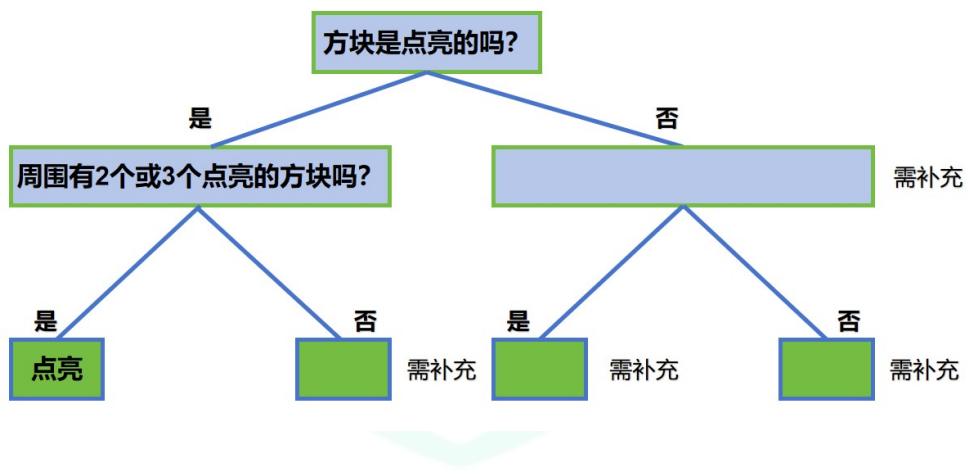 方块是点亮的吗？
是
否
周围有2个或3个点亮的方块吗？
需补充
是
否
是
否
点亮
需补充
需补充
需补充